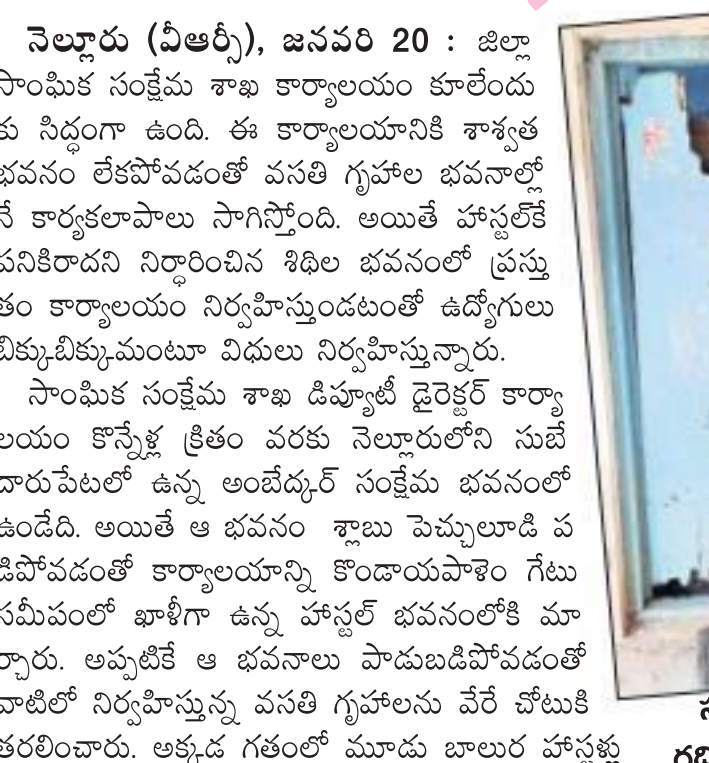 నెల్లూరు (వీఆర్సీ), జనవరి 20 : జిల్లా
సాంఘిక సంక్షేమ శాఖ కార్యాలయం కూలేందు
కు సిద్ధంగా ఉంది. ఈ కార్యాలయానికి శాశ్వత
భవనం లేకపోవడంతో వసతి గృహాల భవనాల్లో
నే కార్యకలాపాలు సాగిస్తోంది. అయితే హాస్టల్‌కే
పనికిరాదని నిర్ధారించిన శిథిల భవనంలో ప్రస్తు
తం కార్యాలయం నిర్వహిస్తుండటంతో ఉద్యోగులు
బిక్కుబిక్కుమంటూ విధులు నిర్వహిస్తున్నారు.
సాంఘిక సంక్షేమ శాఖ డిప్యూటీ డైరెక్టర్ కార్యా
లయం కొన్నేళ్ల క్రితం వరకు నెల్లూరులోని సుబే
దారుపేటలో ఉన్న అంబేద్కర్ సంక్షేమ భవనంలో
ఉండేది. అయితే ఆ భవనం శ్లాబు పెచ్చులూడి ప
డిపోవడంతో కార్యాలయాన్ని కొండాయపాళెం గేటు
సమీపంలో ఖాళీగా ఉన్న హాస్టల్ భవనంలోకి మా
ర్చారు. అప్పటికే ఆ భవనాలు పాడుబడిపోవడంతో
వాటిలో నిర్వహిస్తున్న వసతి గృహాలను వేరే చోటుకి
తరలించారు. అక్కడ గతంలో మూడు బాలుర హాస్టళ్లు